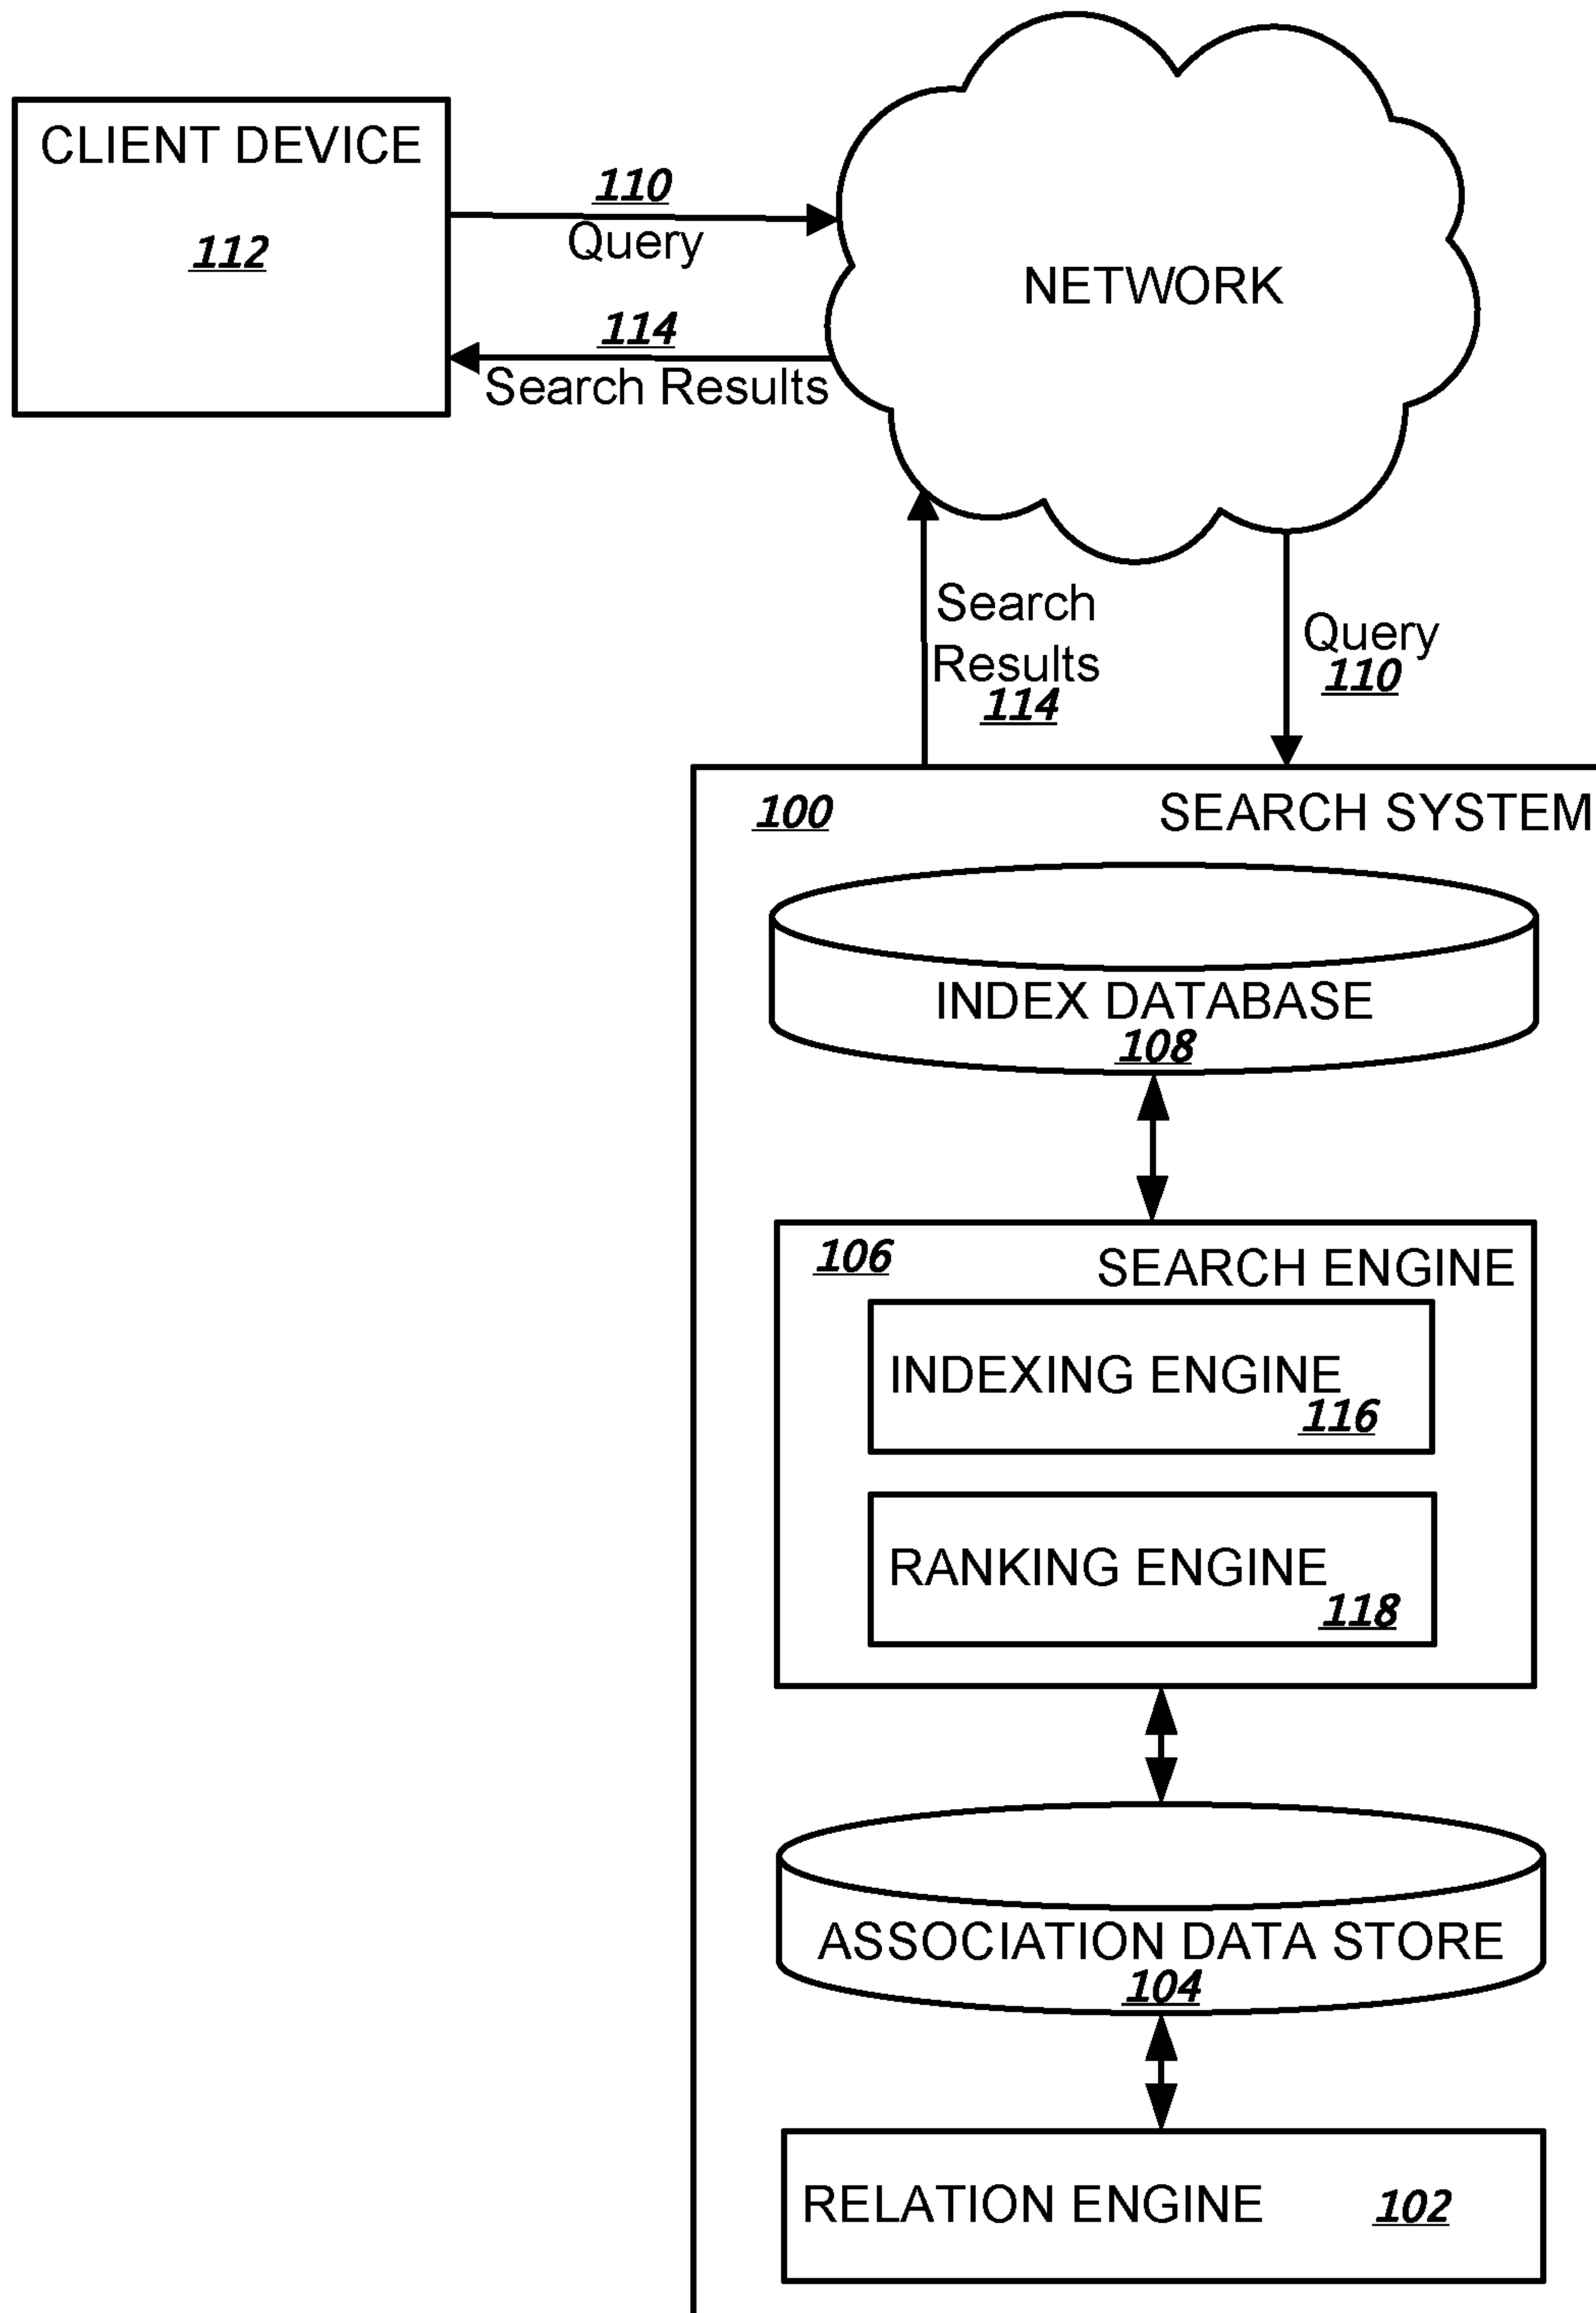 CLIENT DEVICE
112
110
Query
114
Search Results
NETWORK
Search
Results
114
Query
110
100
SEARCH SYSTEM
INDEX DATABASE
108
106
SEARCH ENGINE
INDEXING ENGINE
116
RANKING ENGINE
118
ASSOCIATION DATA STORE
104
RELATION ENGINE 102